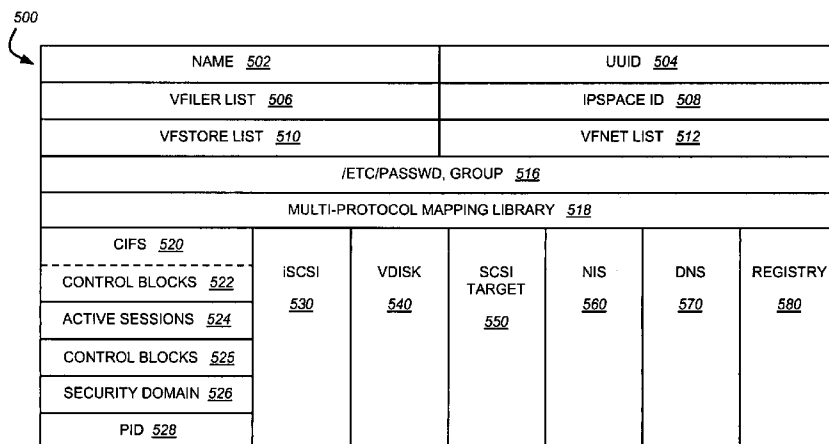 500
NAME 502 UUID 504
VFILER LIST 506 IPSPACE ID 508
VFSTORE LIST 510 VFNET LIST 512
/ETC/PASSWD, GROUP 516
MULTI-PROTOCOL MAPPING LIBRARY 518
CIFS 520
CONTROL BLOCKS 522
ACTIVE SESSIONS 524
CONTROL BLOCKS 525
SECURITY DOMAIN 526
PID 528
iSCSI
530
VDISK
540
SCSI
TARGET
550
NIS
560
DNS
570
REGISTRY
580